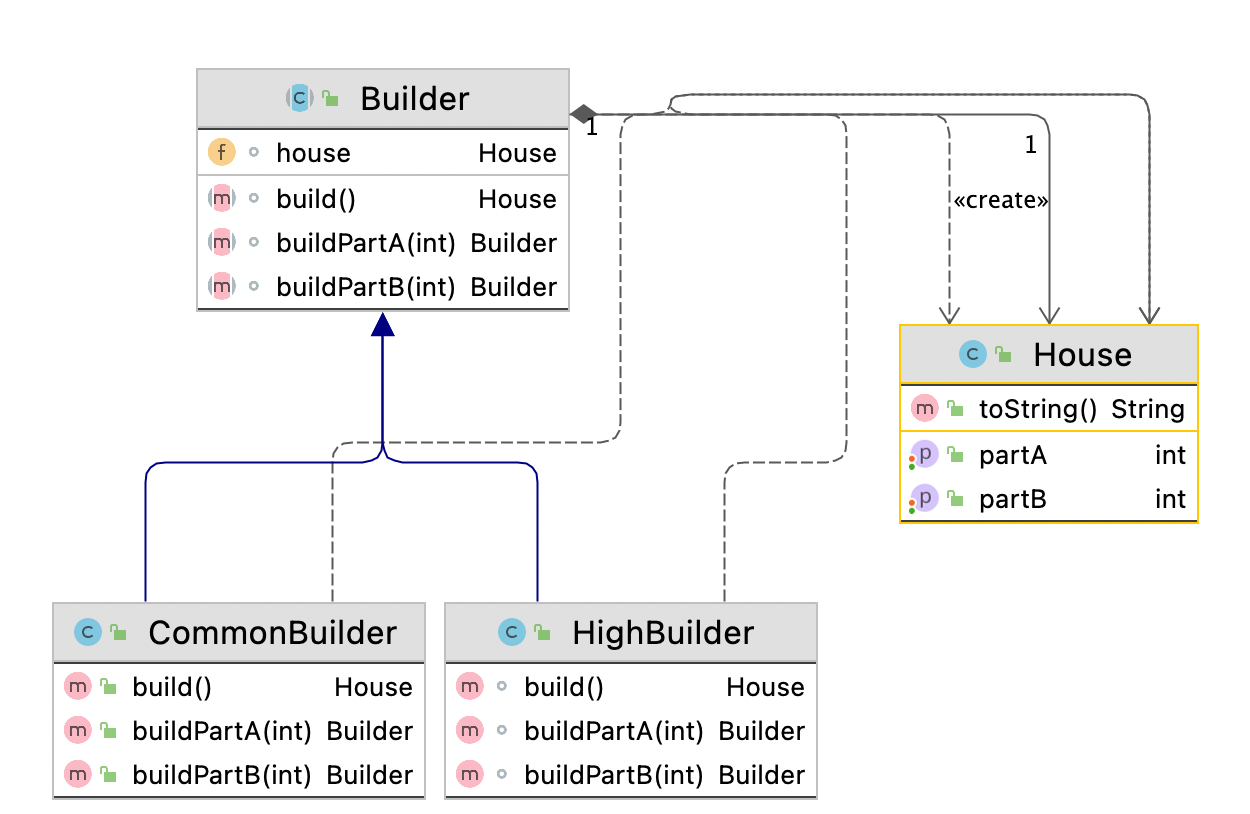 Builder
house House
build() House
buildPartA(int) Builder
buildPartB(int) Builder
1
1
«create»
House
toString() String
partA int
partB int
CommonBuilder
build() House
buildPartA(int) Builder
buildPartB(int) Builder
HighBuilder
build() House
buildPartA(int) Builder
buildPartB(int) Builder